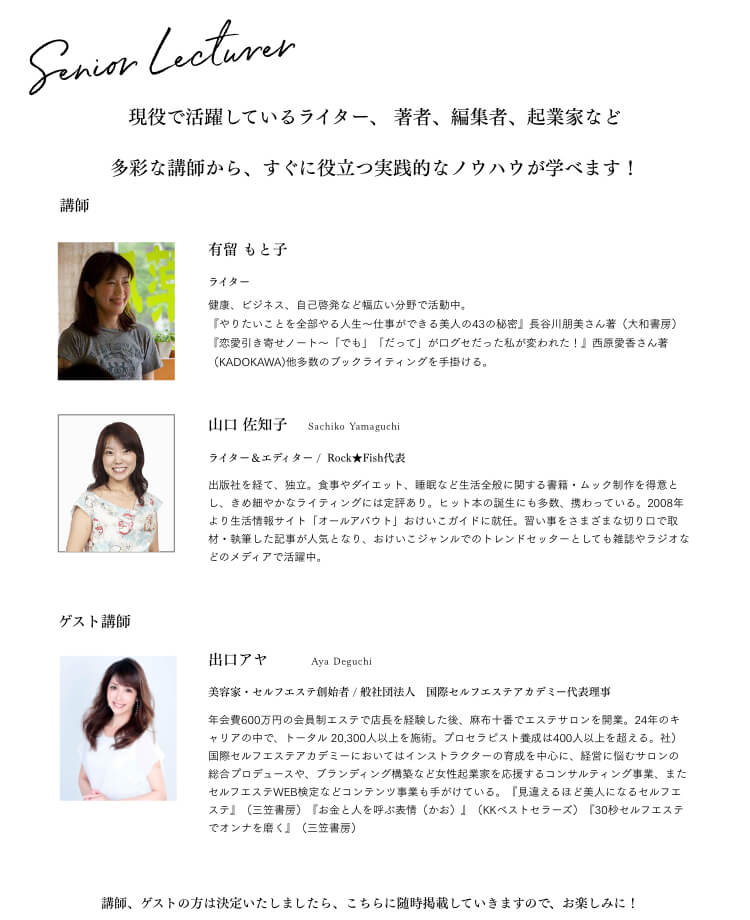 Senior Lecturer
現役で活躍しているライター、 著者、編集者、起業家など
多彩な講師から、すぐに役立つ実践的なノウハウが学べます！
講師
有留 もと子
ライター
健康、ビジネス、自己啓発など幅広い分野で活動中。
『やりたいことを全部やる人生〜仕事ができる美人の43の秘密』長谷川朋美さん著（大和書房）
『恋愛引き寄せノート〜「でも」「だって」が口グセだった私が変われた！』西原愛香さん著
（KADOKAWA)他多数のブックライティングを手掛ける。
山口 佐知子 Sachiko Yamaguchi
ライター＆エディター / Rock★Fish代表
出版社を経て、独立。食事やダイエット、睡眠など生活全般に関する書籍・ムック制作を得意と
し、きめ細やかなライティングには定評あり。ヒット本の誕生にも多数、携わっている。2008年
より生活情報サイト「オールアバウト」おけいこガイドに就任。習い事をさまざまな切り口で取
材・執筆した記事が人気となり、おけいこジャンルでのトレンドセッターとしても雑誌やラジオな
どのメディアで活躍中。
ゲスト講師
出口アヤ Aya Deguchi
美容家・セルフエステ創始者 / 般社団法人 国際セルフエステアカデミー代表理事
年会費600万円の会員制エステで店長を経験した後、麻布十番でエステサロンを開業。24年のキ
ャリアの中で、トータル 20,300人以上を施術。プロセラピスト養成は400人以上を超える。社）
国際セルフエステアカデミーにおいてはインストラクターの育成を中心に、経営に悩むサロンの
総合プロデュースや、ブランディング構築など女性起業家を応援するコンサルティング事業、また
セルフエステWEB検定などコンテンツ事業も手がけている。『見違えるほど美人になるセルフエ
ステ』（三笠書房）『お金と人を呼ぶ表情（かお）』（KKベストセラーズ）『30秒セルフエステ
でオンナを磨く』（三笠書房）
講師、ゲストの方は決定いたしましたら、こちらに随時掲載していきますので、お楽しみに！